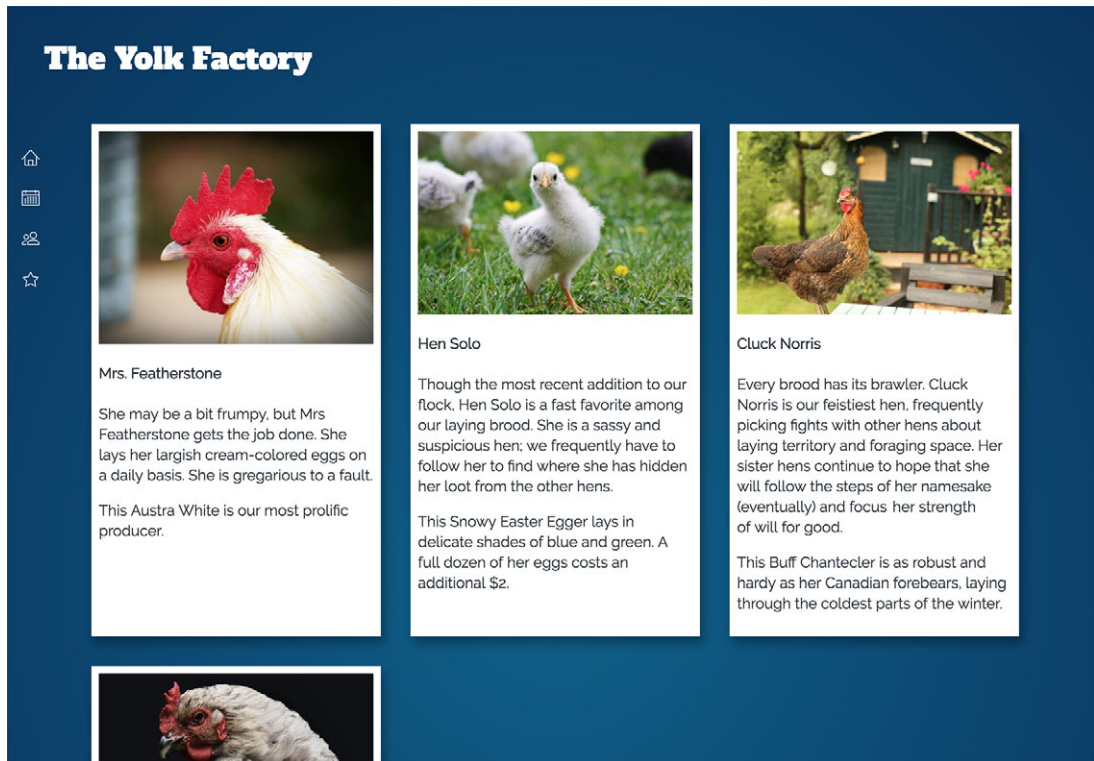 The Yolk Factory
Mrs. Featherstone
She may be a bit frumpy, but Mrs
Featherstone gets the job done. She
lays her largish cream-colored eggs on
a daily basis. She is gregarious to a fault.
This Austra White is our most prolific
producer.
Hen Solo
Though the most recent addition to our
flock, Hen Solo is a fast favorite among
our laying brood. She is a sassy and
suspicious hen; we frequently have to
follow her to find where she has hidden
her loot from the other hens.
This Snowy Easter Egger lays in
delicate shades of blue and green. A
full dozen of her eggs costs an
additional $2.
Cluck Norris
Every brood has its brawler. Cluck
Norris is our feistiest hen, frequently
picking fights with other hens about
laying territory and foraging space. Her
sister hens continue to hope that she
will follow the steps of her namesake
(eventually) and focus her strength
of will for good.
This Buff Chantecler is as robust and
hardy as her Canadian forebears, laying
through the coldest parts of the winter.